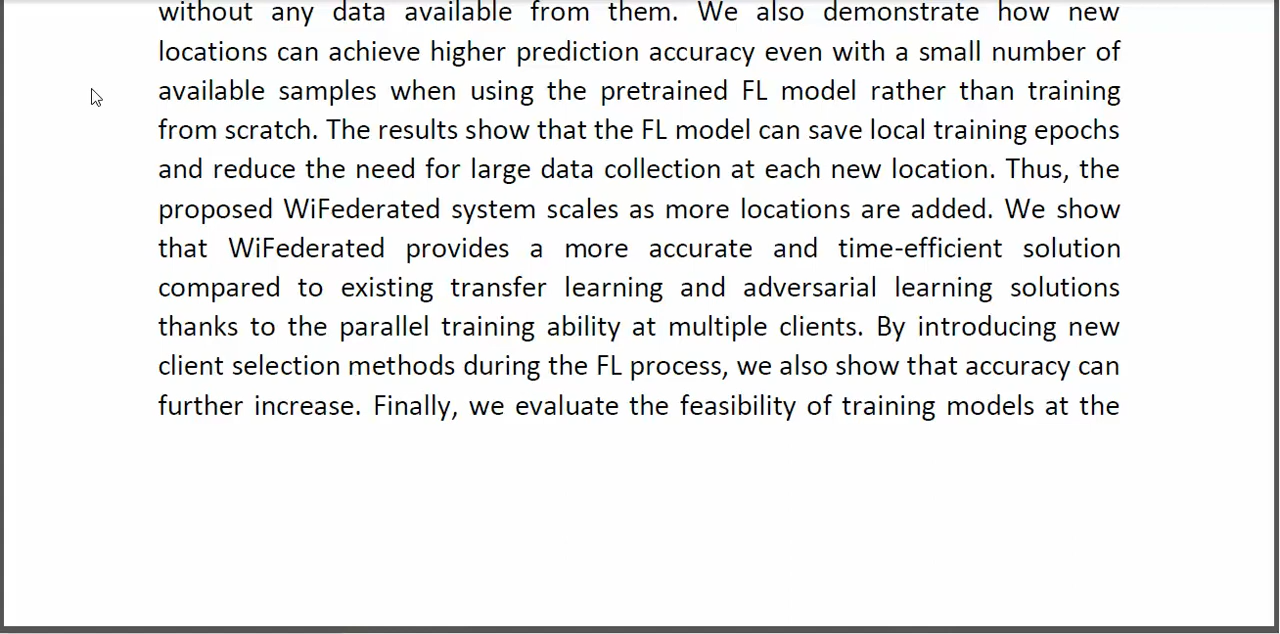 without any data available from them. We also demonstrate how new
locations can achieve higher prediction accuracy even with a small number of
available samples when using the pretrained FL model rather than training
from scratch. The results show that the FL model can save local training epochs
and reduce the need for large data collection at each new location. Thus, the
proposed WiFederated system scales as more locations are added. We show
that WiFederated provides a more accurate and time-efficient solution
compared to existing transfer learning and adversarial learning solutions
thanks to the parallel training ability at multiple clients. By introducing new
client selection methods during the FL process, we also show that accuracy can
further increase. Finally, we evaluate the feasibility of training models at the